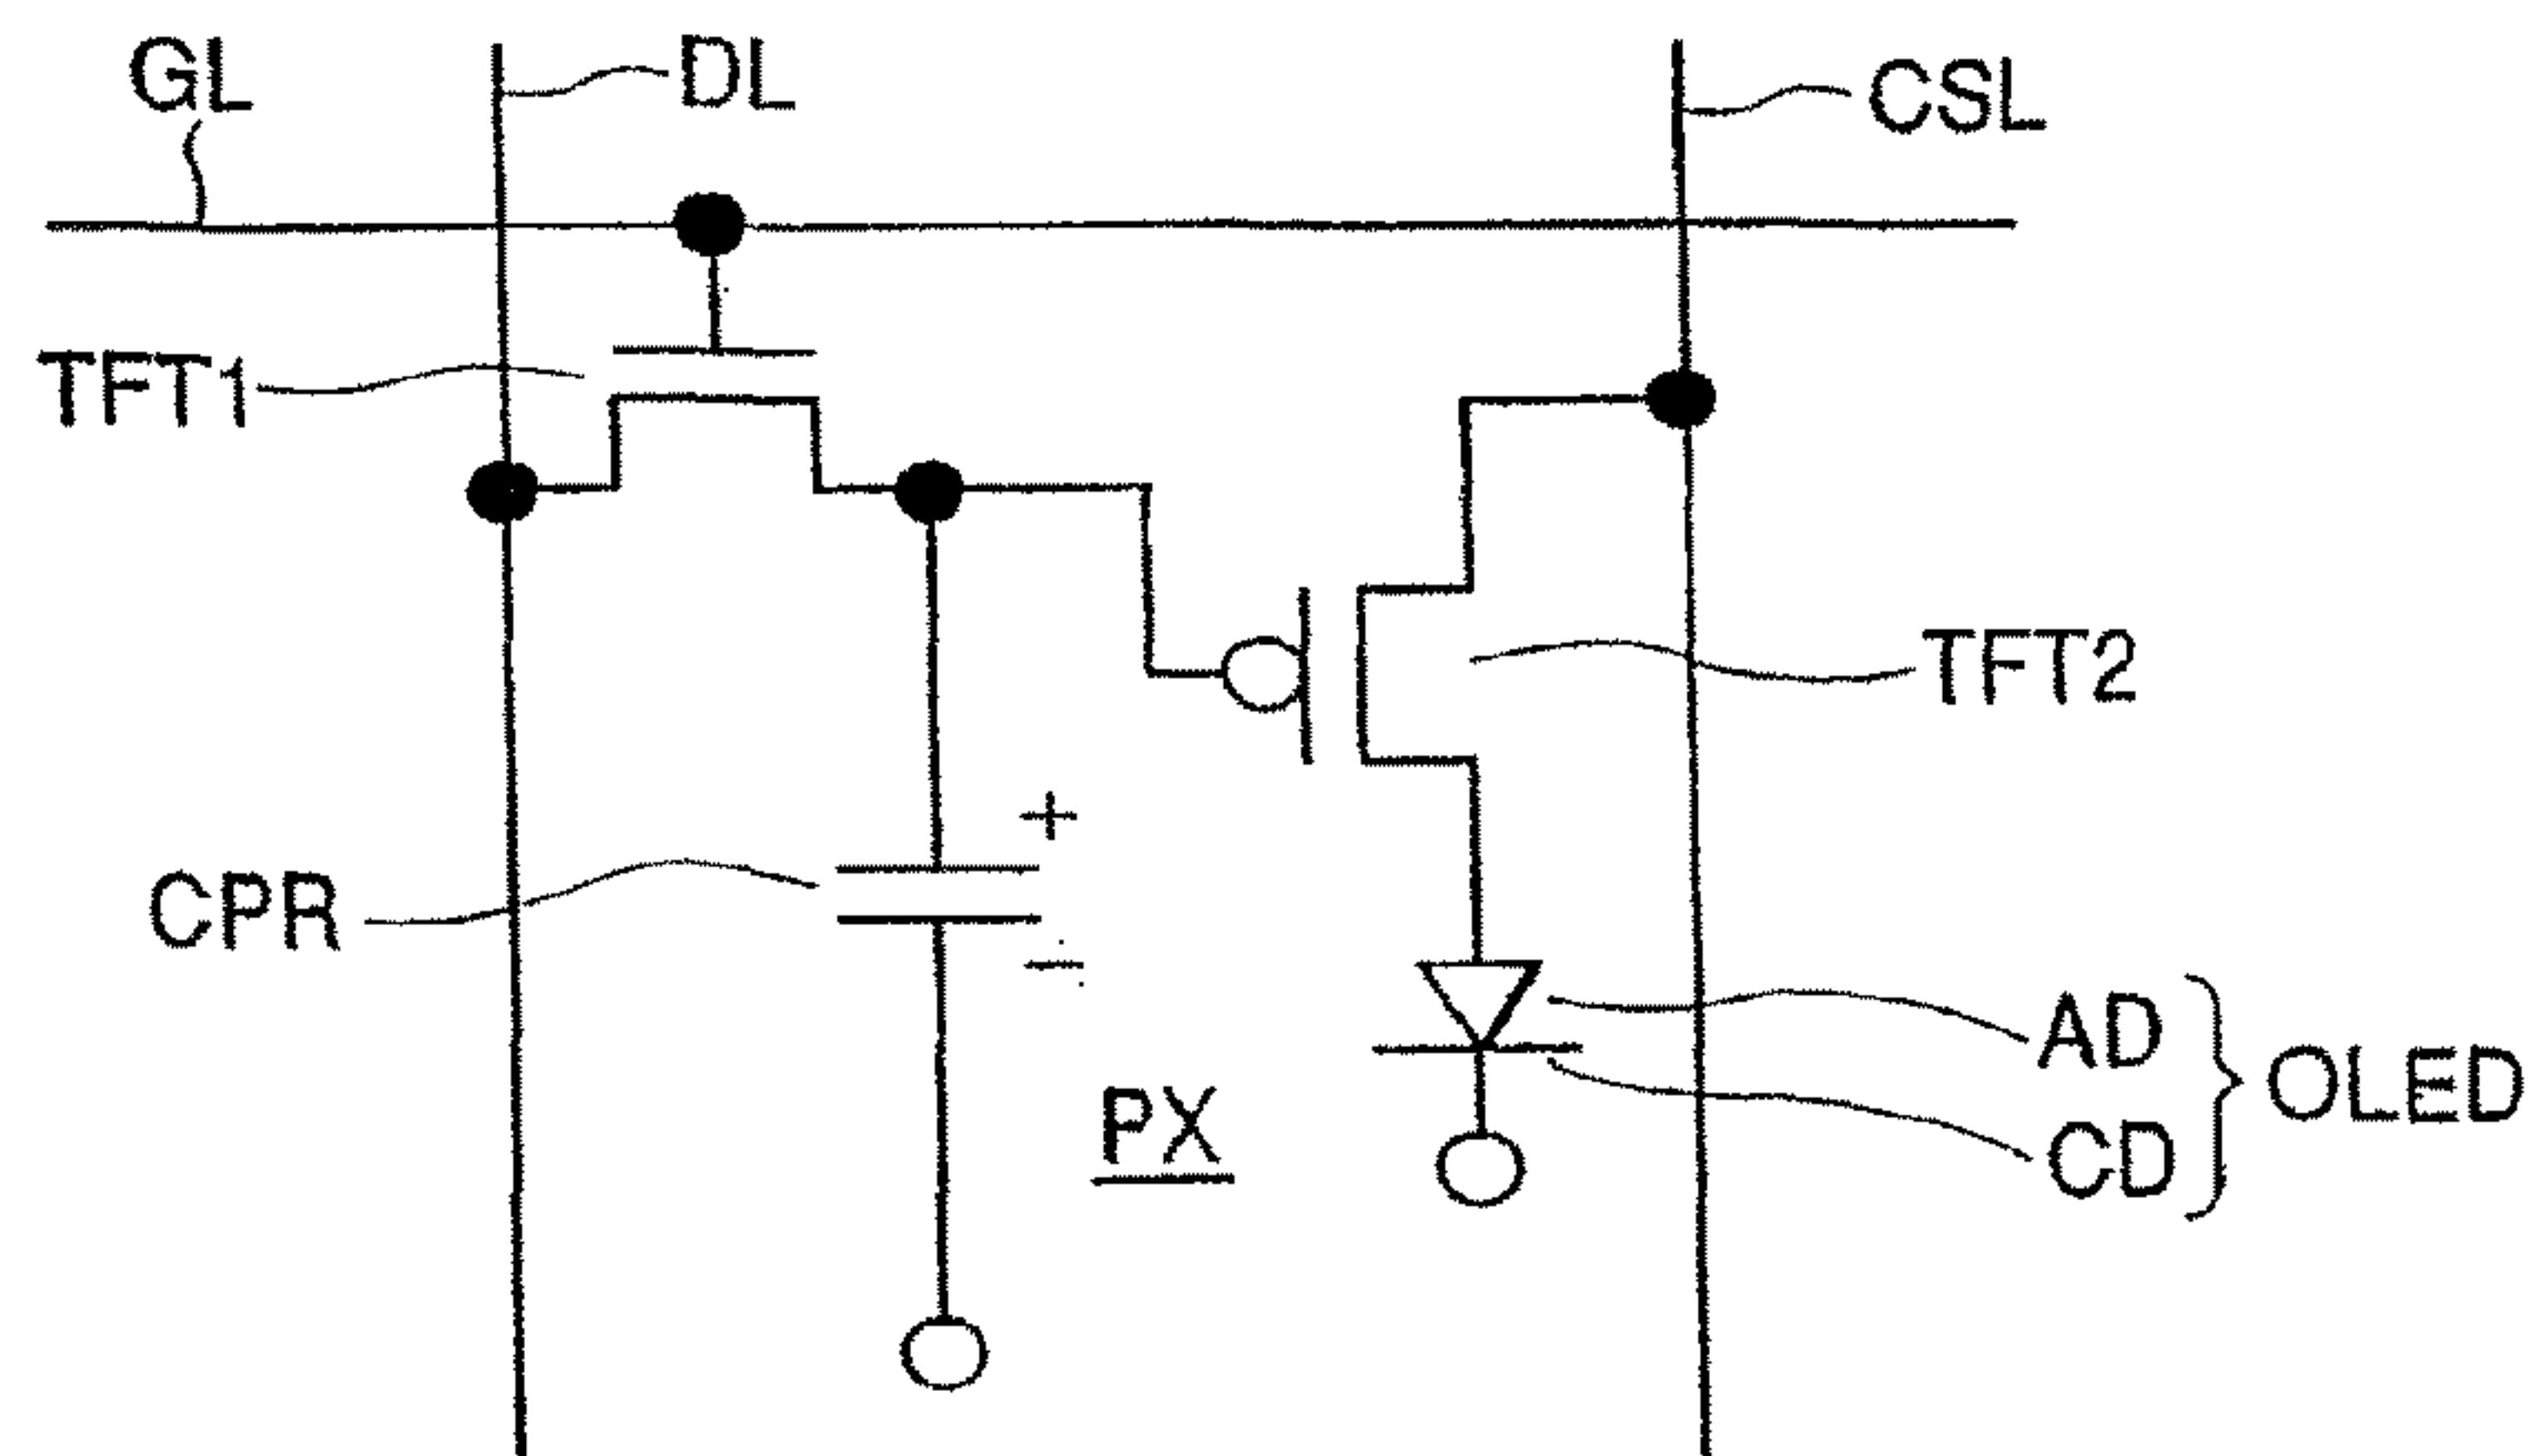 GL
DL
CSL
TFT1
TFT2
+
CPR
−
AD
OLED
PX
CD